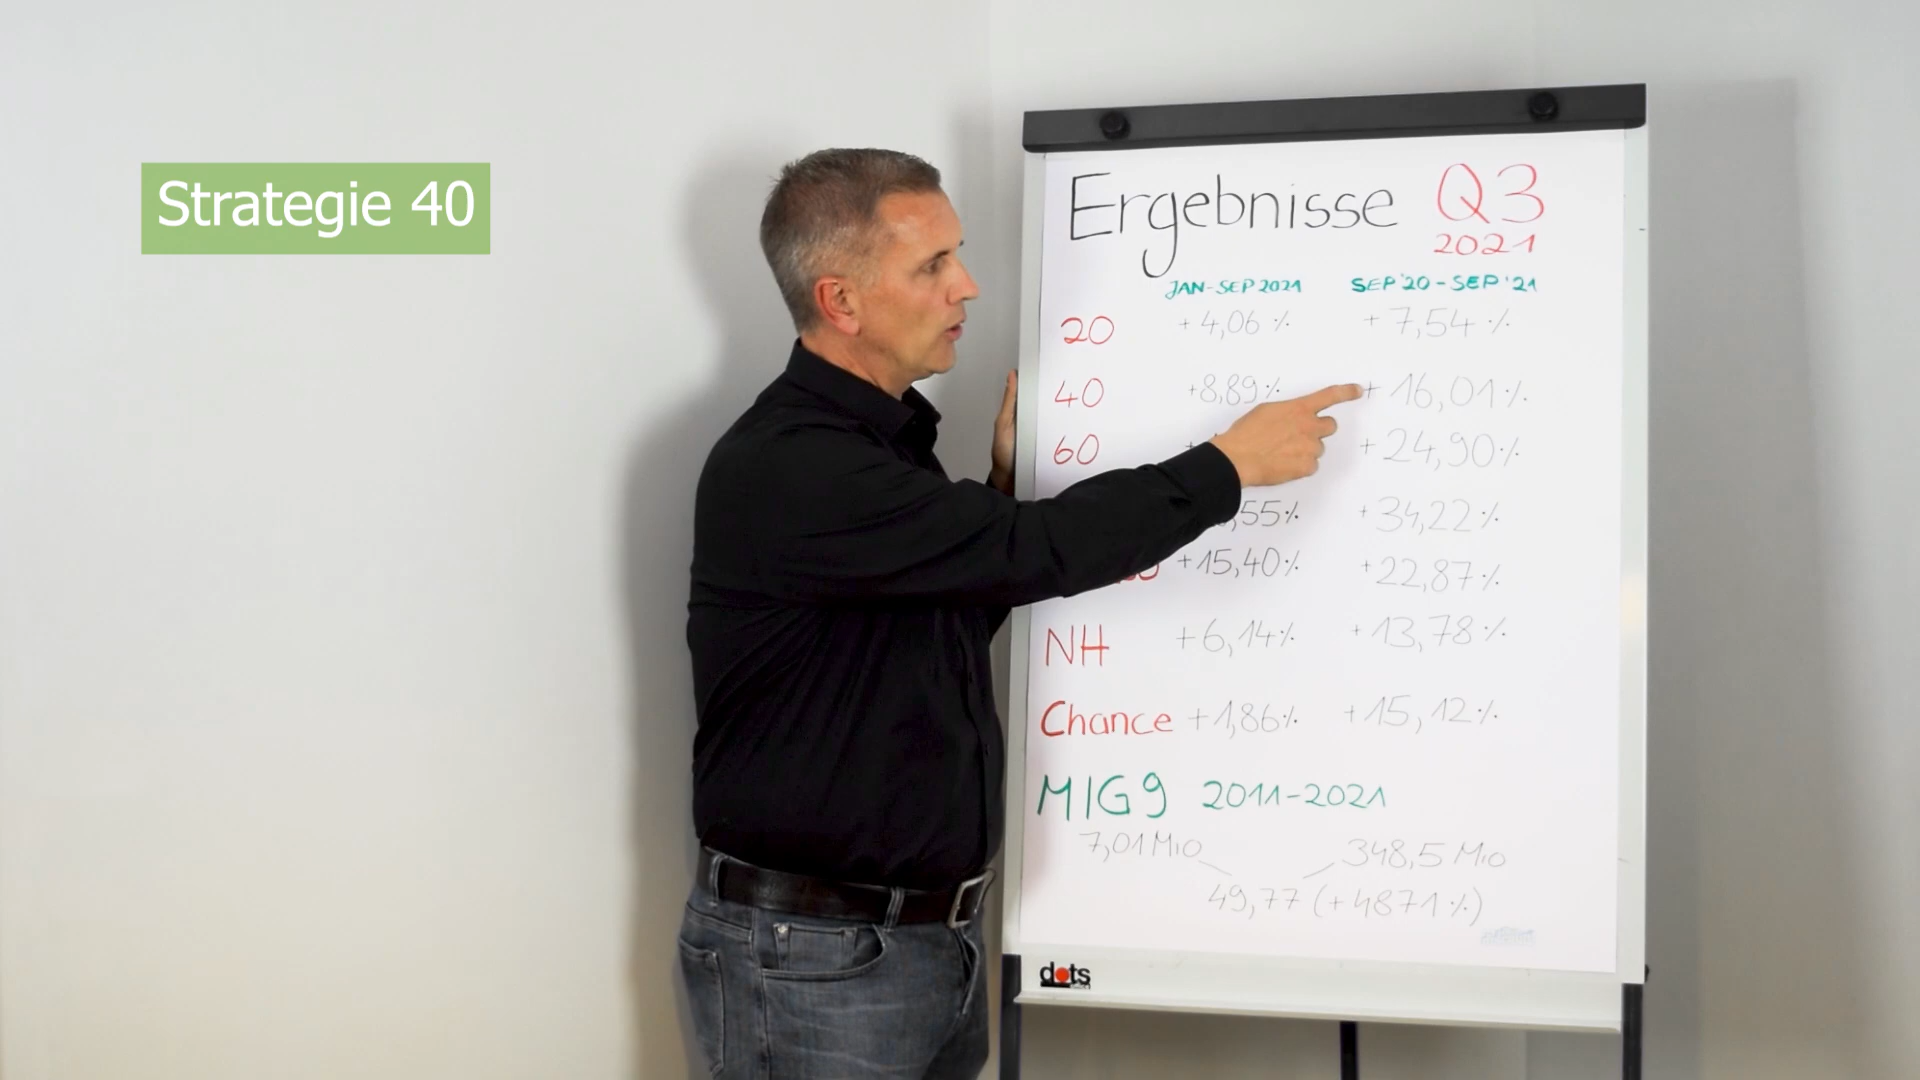 Strategie 40
Ergebnisse Q3
2021
JAN-SEP 2021 SEP '20 - SEP '21
20 +4,06 % +7,54 %
40 +8,89 % + 16,01 %
60 + +24,90 %
,55 % +34,22 %
+15,40 % +22,87 %
NH +6,14 % +13,78 %
Chance +1,86 % +15,12 %
MIG9 2011-2021
7,01 Mio 348,5 Mio
49,77 (+4871 %)
dots